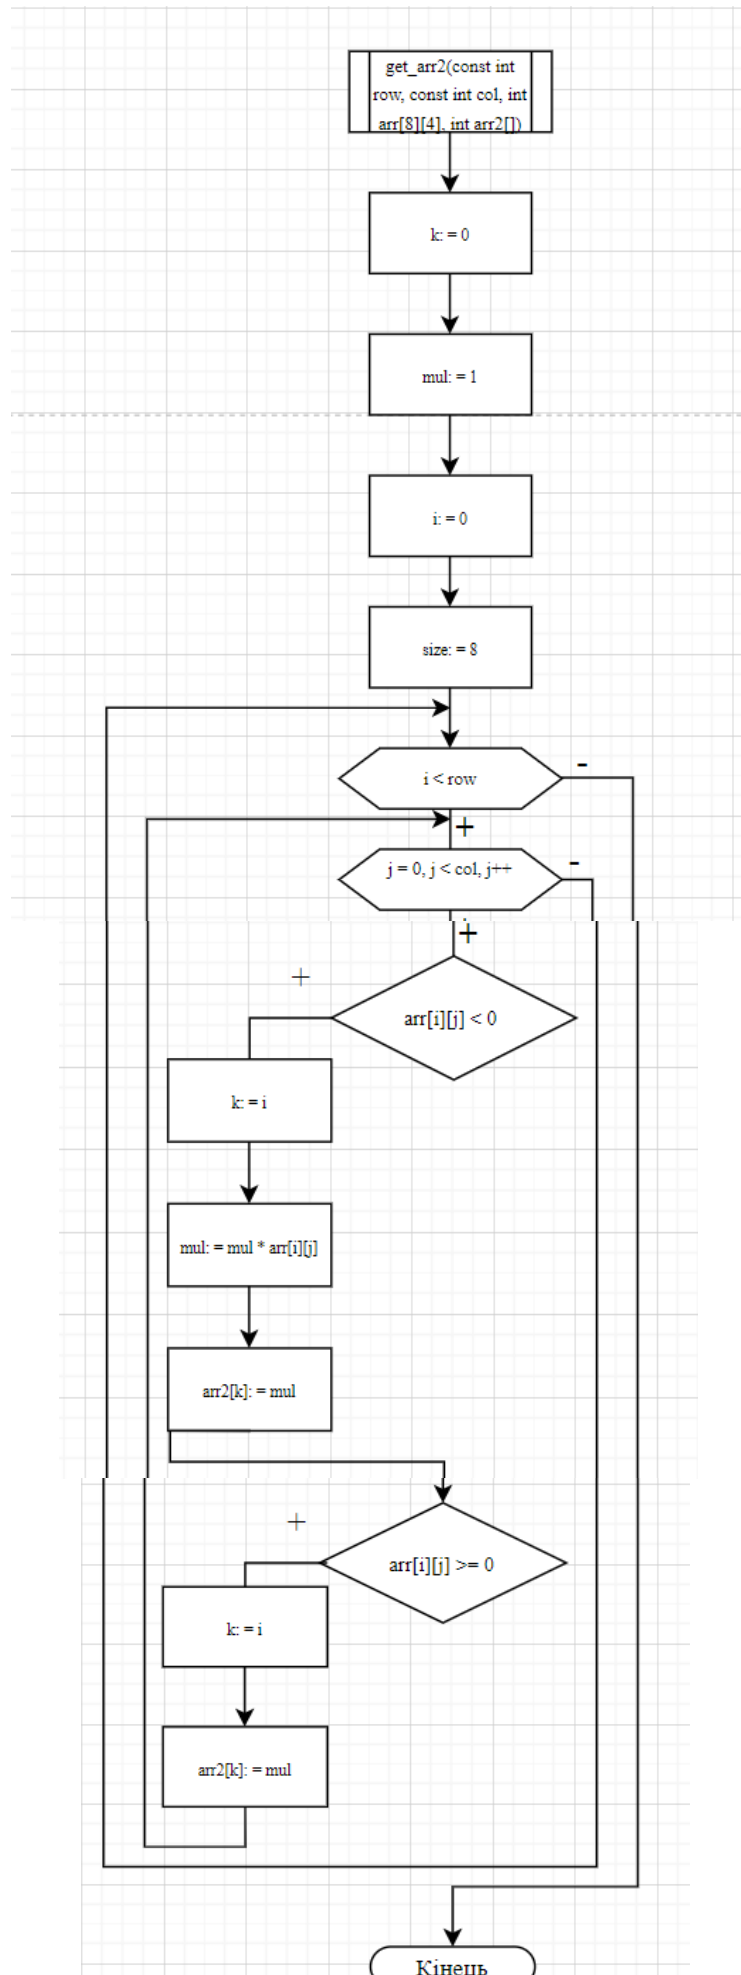 get_arr2(const int
row, const int col, int
arr[8][4], int arr2[])
k: = 0
mul: = 1
i: = 0
size: = 8
i < row
-
+
j = 0, j < col, j++
-
+
+
arr[i][j] < 0
k: = i
mul: = mul * arr[i][j]
arr2[k]: = mul
+
arr[i][j] >= 0
k: = i
arr2[k]: = mul
Кінець